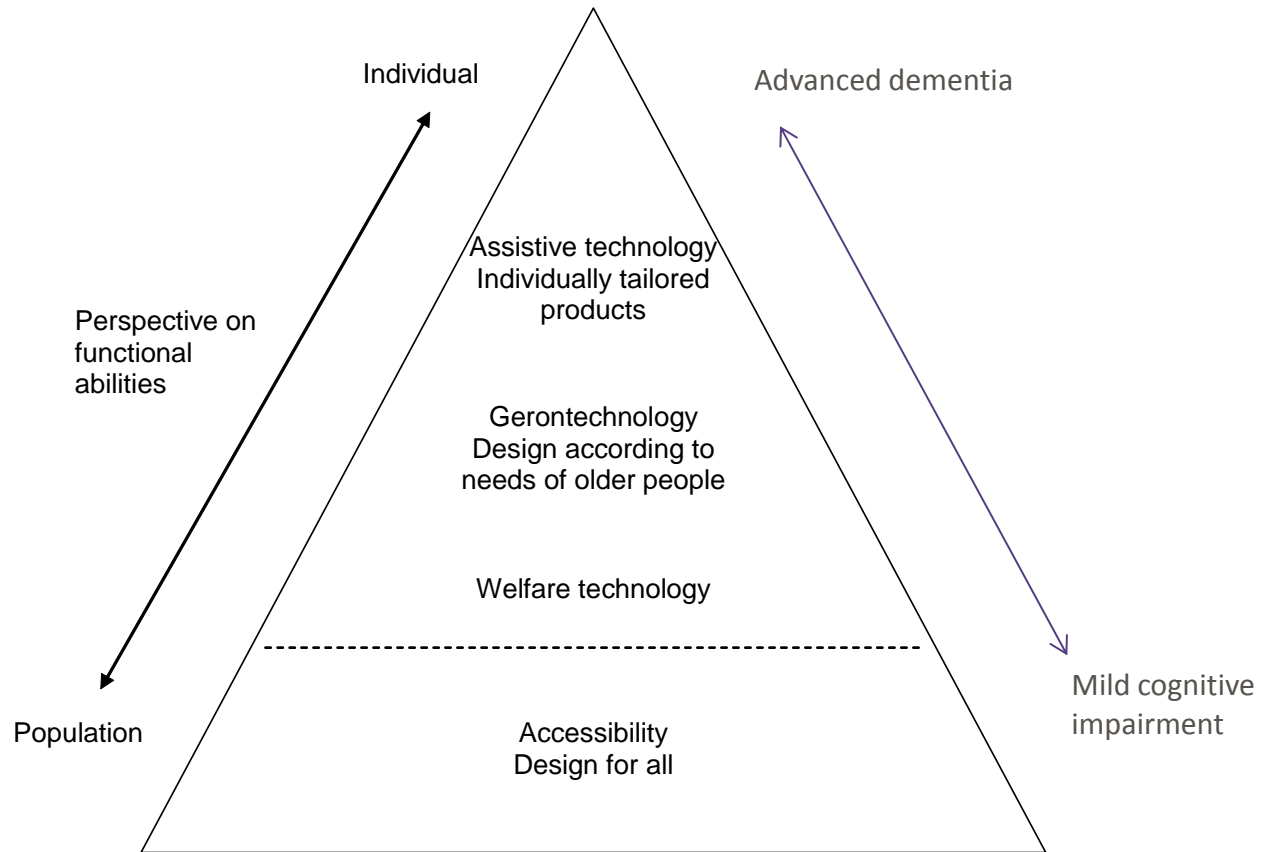 Individual
Advanced dementia
Assistive technology
Individually tailored
products
Perspective on
functional
abilities
Gerontechnology
Design according to
needs of older people
Welfare technology
Mild cognitive
impairment
Population
Accessibility
Design for all